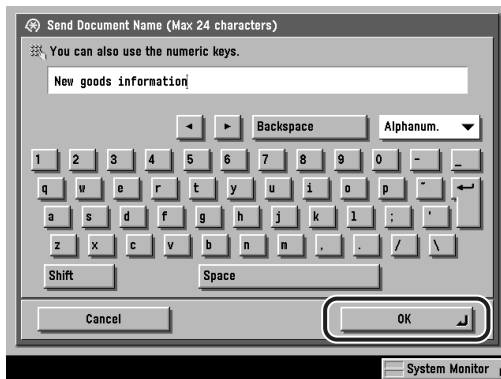 Send Document Name (Max 24 characters)
You can also use the numeric keys.
New goods information
◄ ► Backspace Alphanum. ▼
1 2 3 4 5 6 7 8 9 0 - _
q w e r t y u i o p ~
a s d f g h j k l ; '
z x c v b n m , . / \
Shift Space
Cancel OK
System Monitor